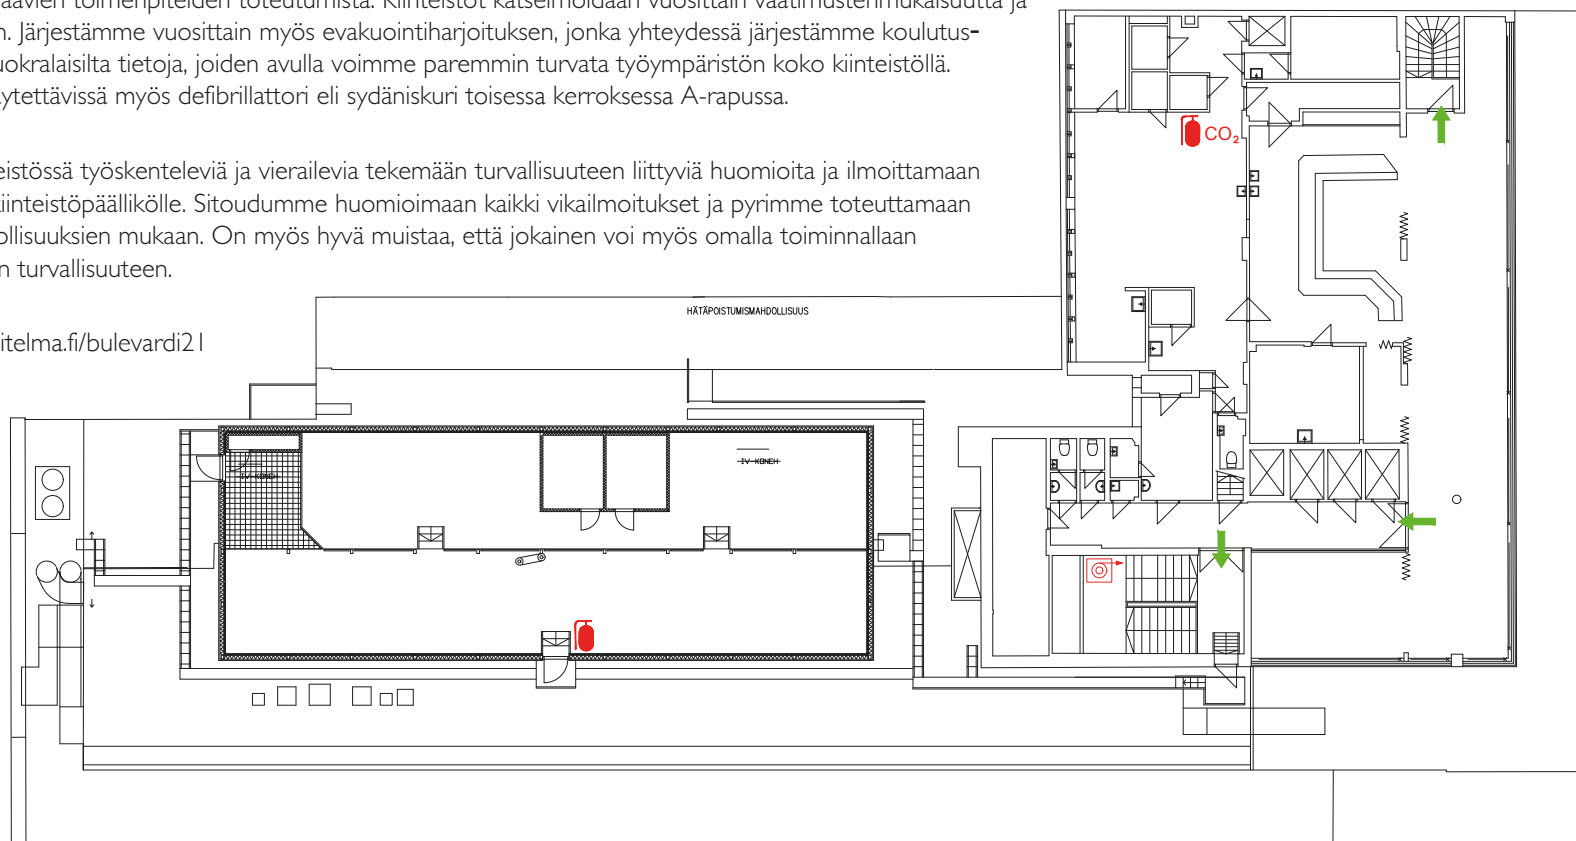 aavien toimenpiteiden toteutumista. Kiinteistöt katselmoidaan vuosittain vaatimustenmukaisuutta ja
n. Järjestämme vuosittain myös evakuointiharjoituksen, jonka yhteydessä järjestämme koulutus-
uokralaisilta tietoja, joiden avulla voimme paremmin turvata työympäristön koko kiinteistöllä.
ytettävissä myös defibrillattori eli sydäniskuri toisessa kerroksessa A-rapussa.
eistössä työskenteleviä ja vierailevia tekemään turvallisuuteen liittyviä huomioita ja ilmoittamaan
kiinteistöpäällikölle. Sitoudumme huomioimaan kaikki vikailmoitukset ja pyrimme toteuttamaan
ollisuuksien mukaan. On myös hyvä muistaa, että jokainen voi myös omalla toiminnallaan
n turvallisuuteen.
itelma.fi/bulevardi21
CO₂
HÄTÄPOISTUMISMAHDOLLISUUS
IV-KONEH
IV-KONEH